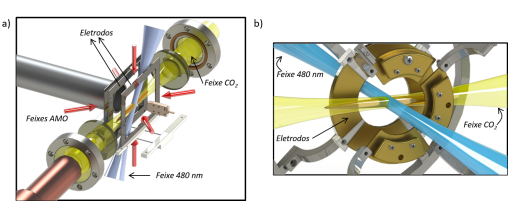 a)
Eletrodos
Feixe CO2
Feixes AMO
Feixe 480 nm
b)
Feixe 480 nm
Eletrodos
Feixe CO2